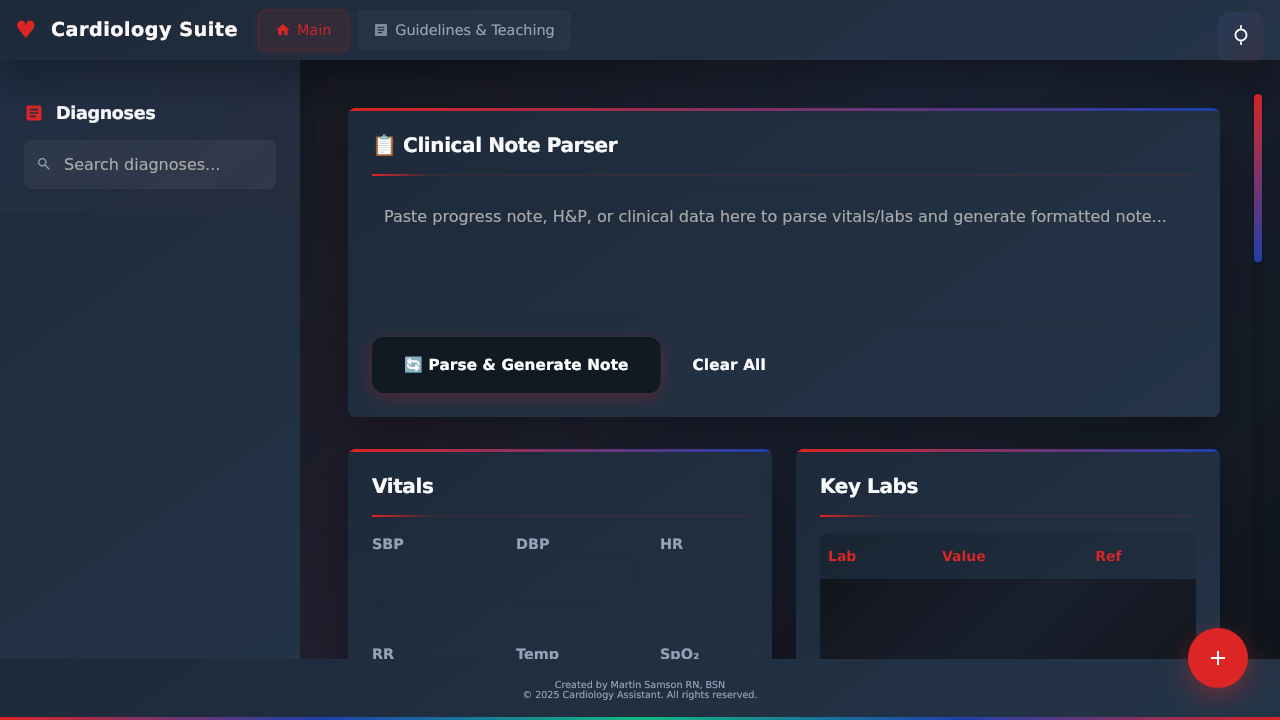 Cardiology Suite
Main
Guidelines & Teaching
Diagnoses
Search diagnoses...
📋 Clinical Note Parser
Paste progress note, H&P, or clinical data here to parse vitals/labs and generate formatted note...
🔄 Parse & Generate Note
Clear All
Vitals
SBP DBP HR
RR Temp SpO₂
Key Labs
Lab Value Ref
Created by Martin Samson RN, BSN
© 2025 Cardiology Assistant. All rights reserved.